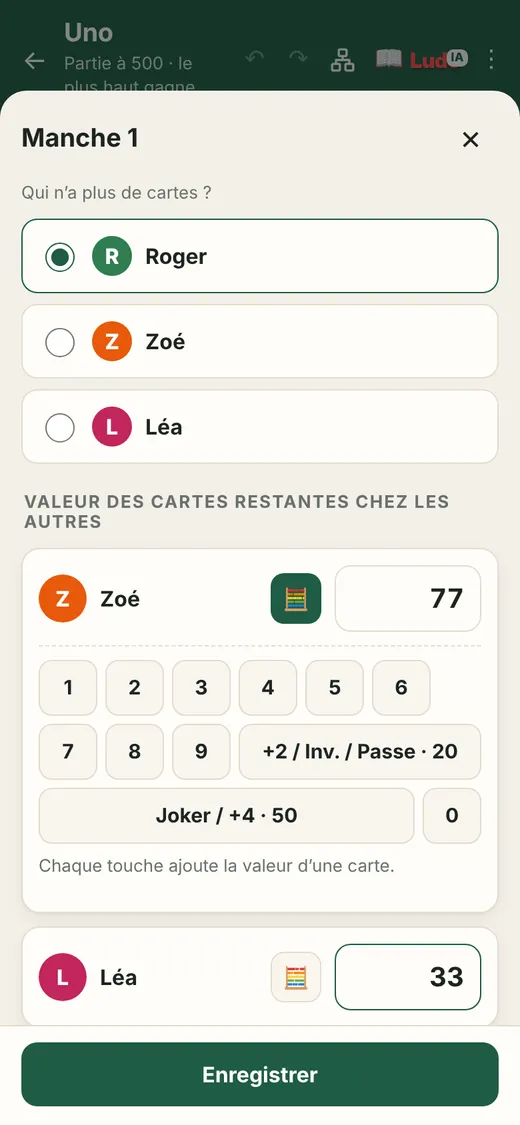 Uno
Partie à 500 · le
plus haut gagne
IA
Manche 1
Qui n’a plus de cartes ?
R Roger
Z Zoé
L Léa
VALEUR DES CARTES RESTANTES CHEZ LES
AUTRES
Z Zoé 77
1 2 3 4 5 6
7 8 9 +2 / Inv. / Passe · 20
Joker / +4 · 50 0
Chaque touche ajoute la valeur d’une carte.
L Léa 33
Enregistrer